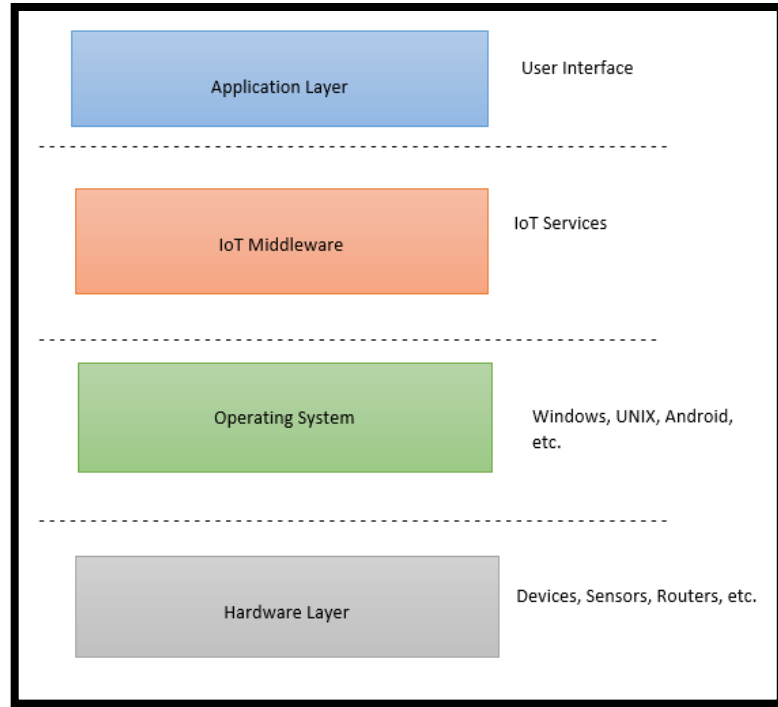 Application Layer
User Interface
IoT Middleware
IoT Services
Operating System
Windows, UNIX, Android,
etc.
Hardware Layer
Devices, Sensors, Routers, etc.